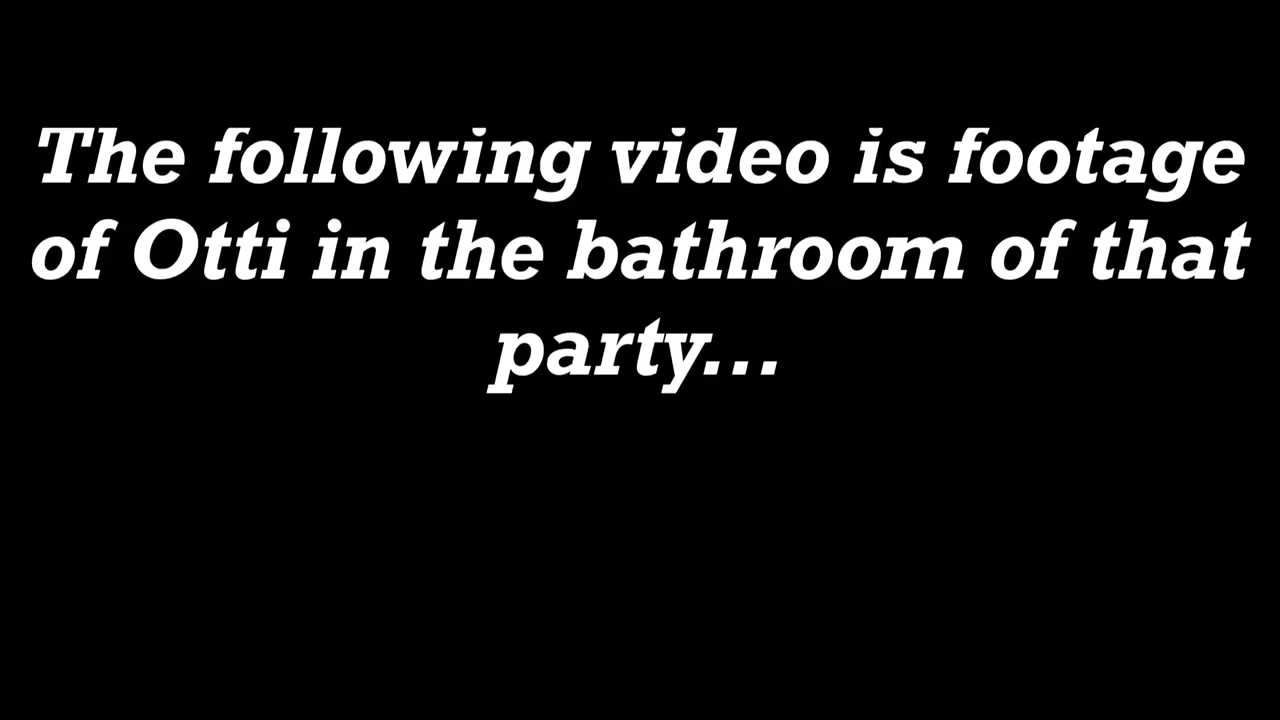 The following video is footage
of Otti in the bathroom of that
party...